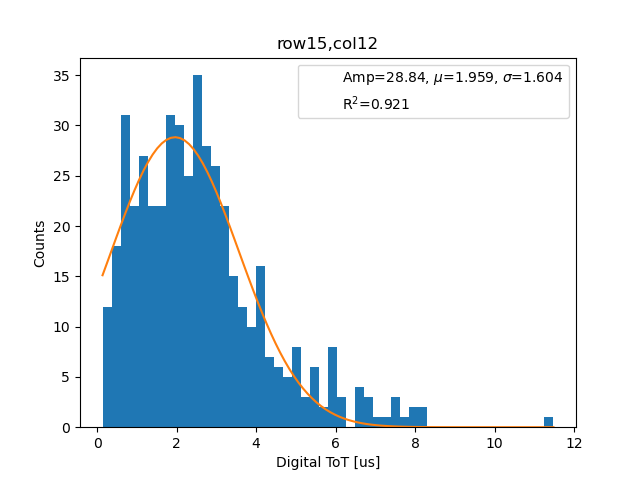 row15,col12
Amp=28.84, μ=1.959, σ=1.604
R²=0.921
35
30
25
20
15
10
5
0
Counts
0 2 4 6 8 10 12
Digital ToT [us]